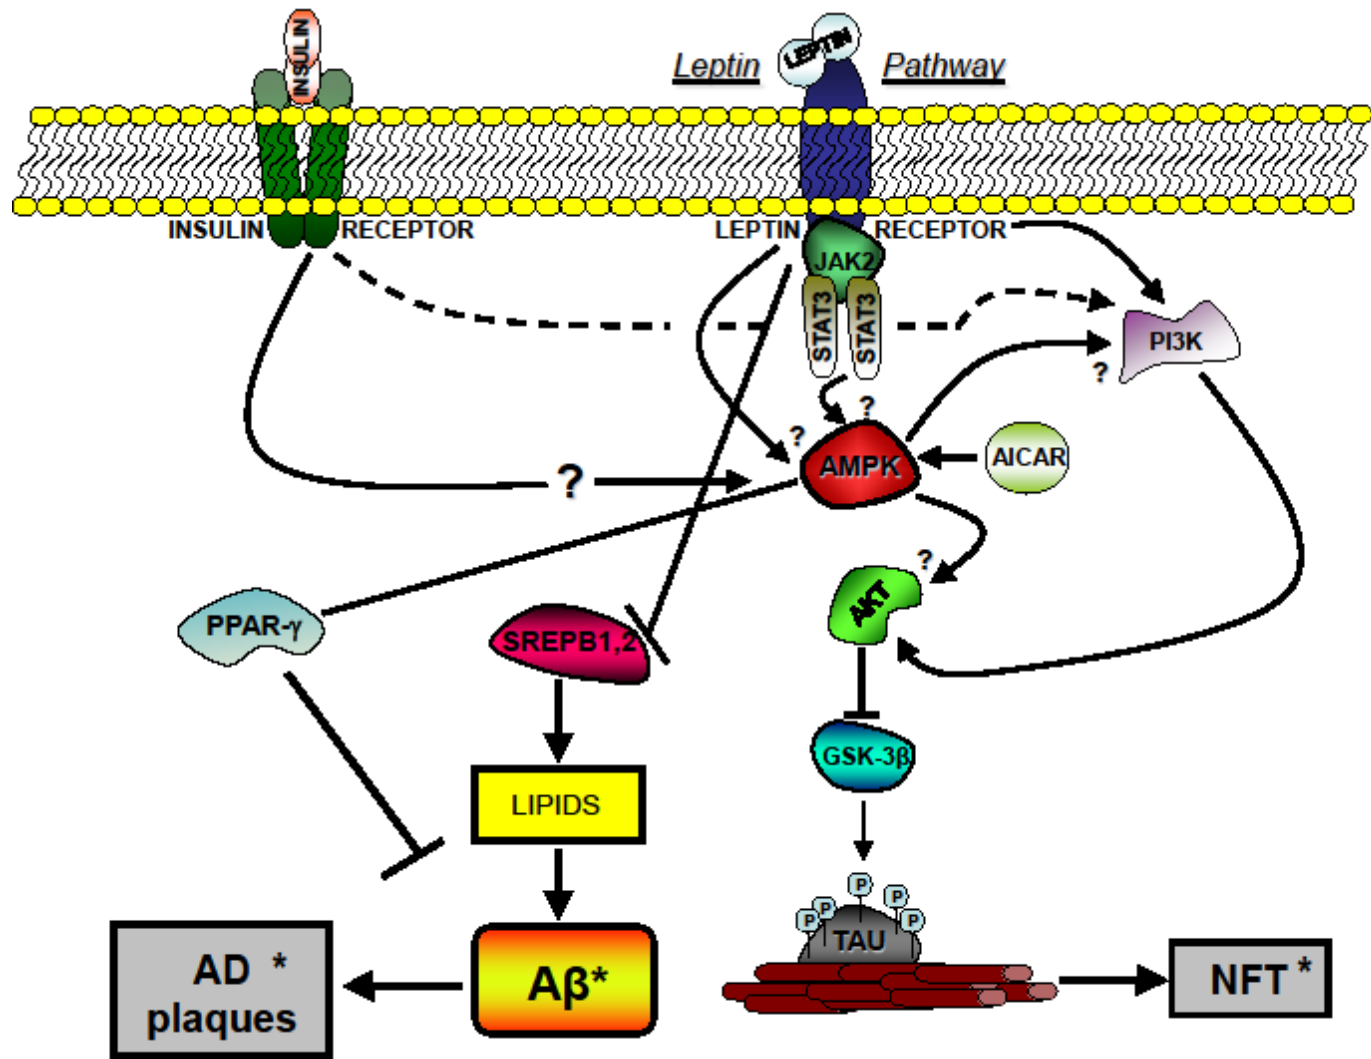 INSULIN
LEPTIN
Leptin Pathway
INSULIN RECEPTOR
LEPTIN RECEPTOR
JAK2
STAT3 STAT3
PI3K
?
?
?
AMPK
AICAR
?
?
AKT
PPAR-γ
SREPB1,2
GSK-3β
LIPIDS
P
P P P P
TAU
AD *
plaques
Aβ*
NFT *